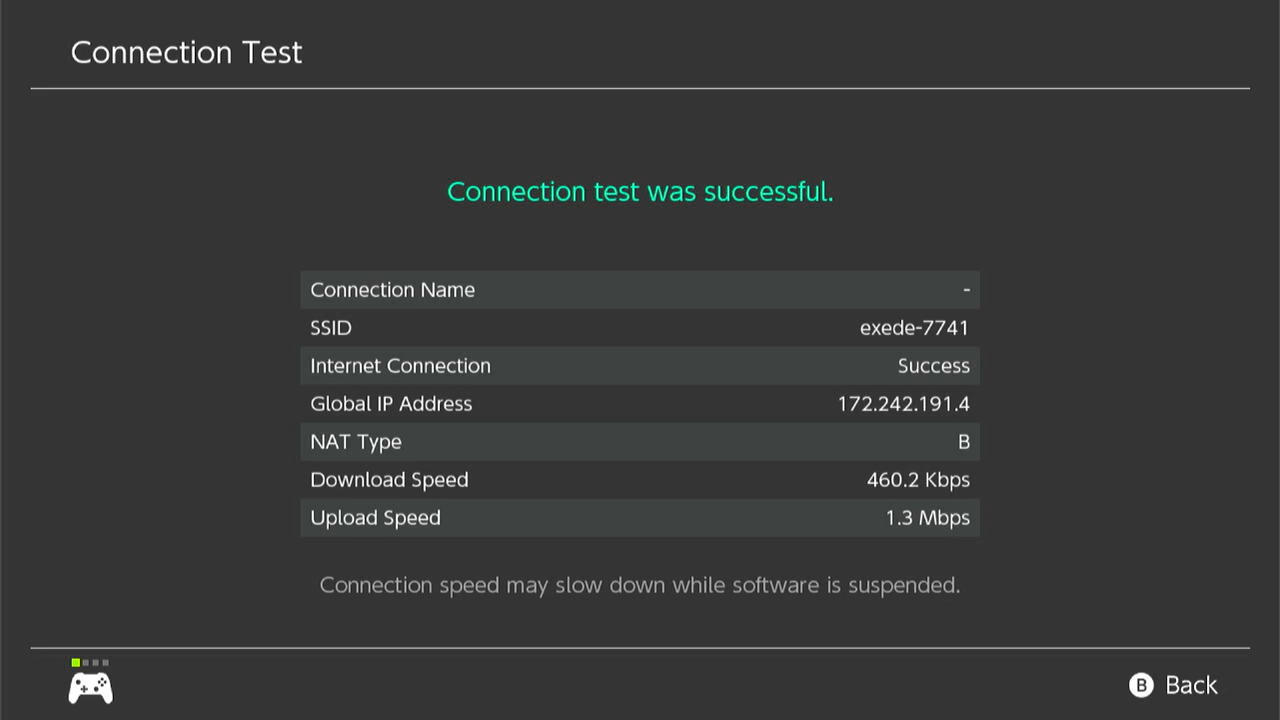 Connection Test
Connection test was successful.
Connection Name -
SSID exede-7741
Internet Connection Success
Global IP Address 172.242.191.4
NAT Type B
Download Speed 460.2 Kbps
Upload Speed 1.3 Mbps
Connection speed may slow down while software is suspended.
B Back